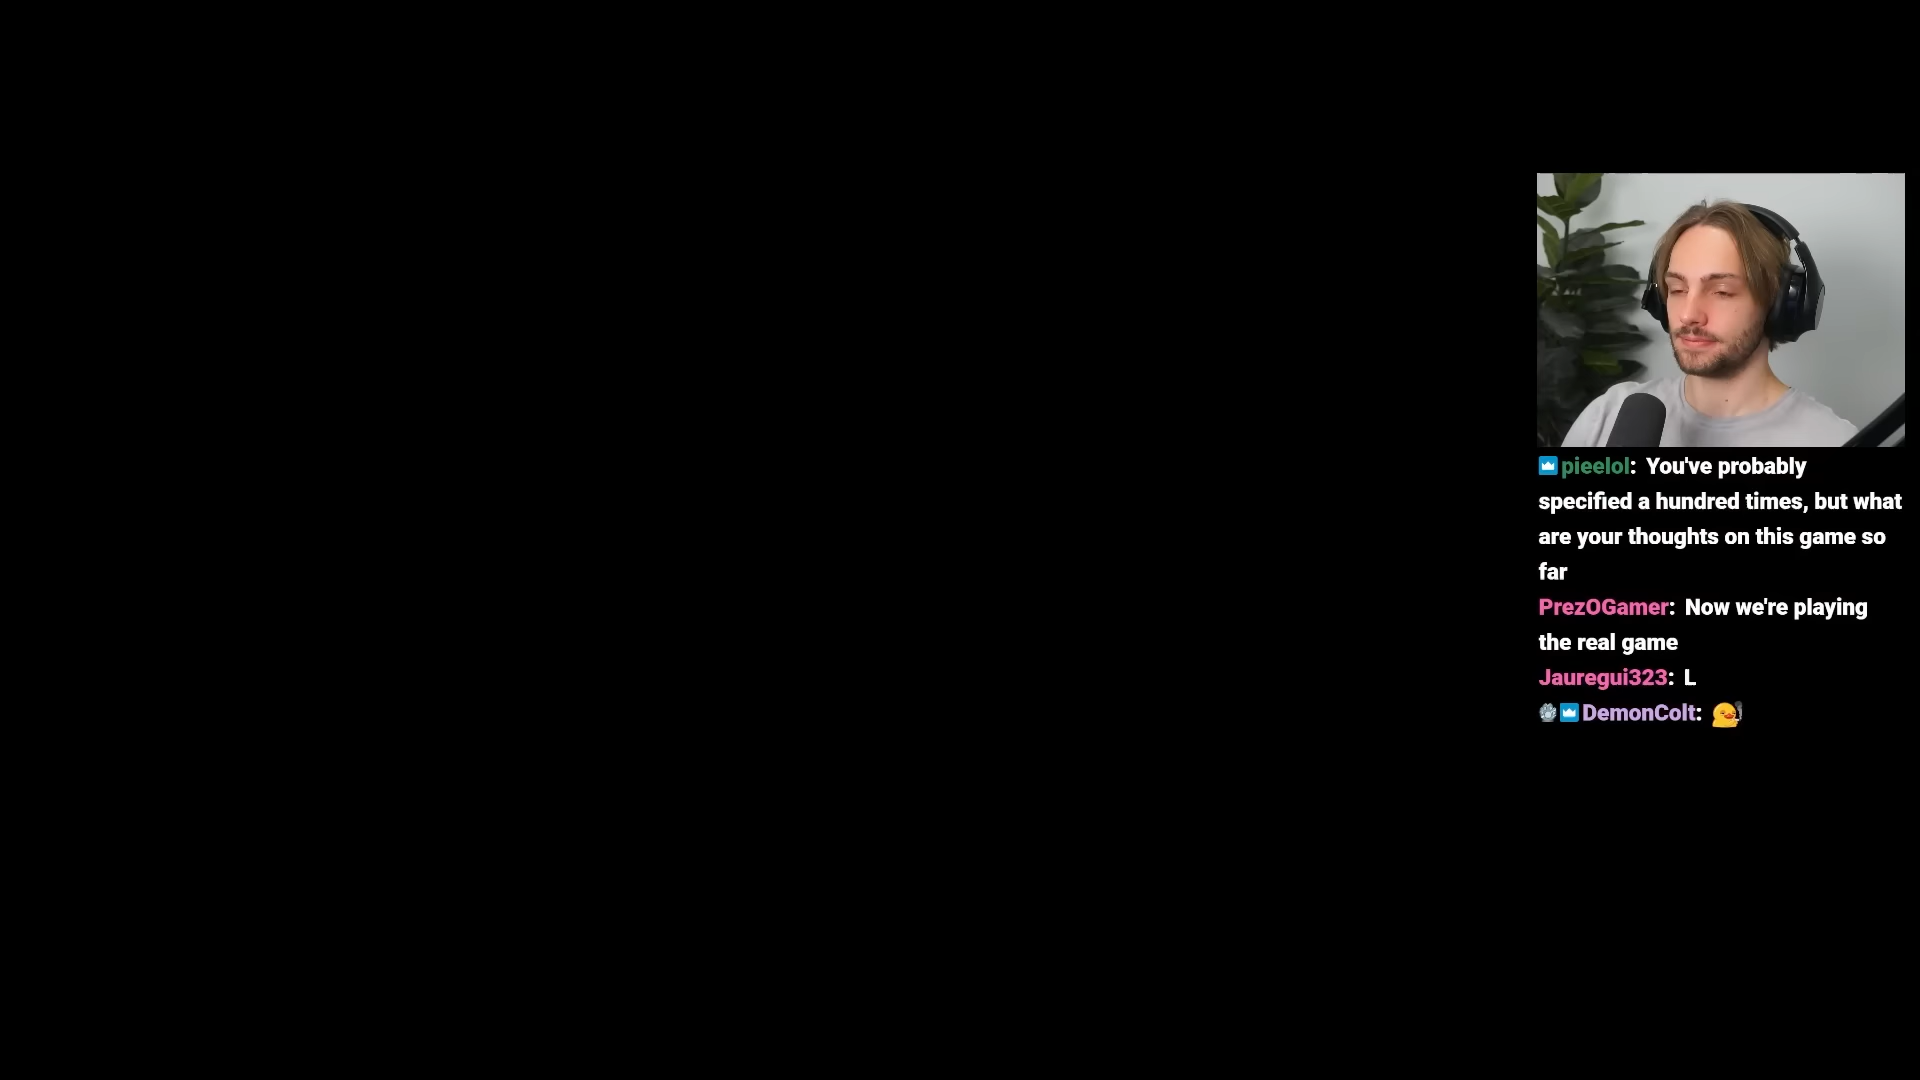 pieelol: You've probably
specified a hundred times, but what
are your thoughts on this game so
far
PrezOGamer: Now we're playing
the real game
Jauregui323: L
DemonColt: